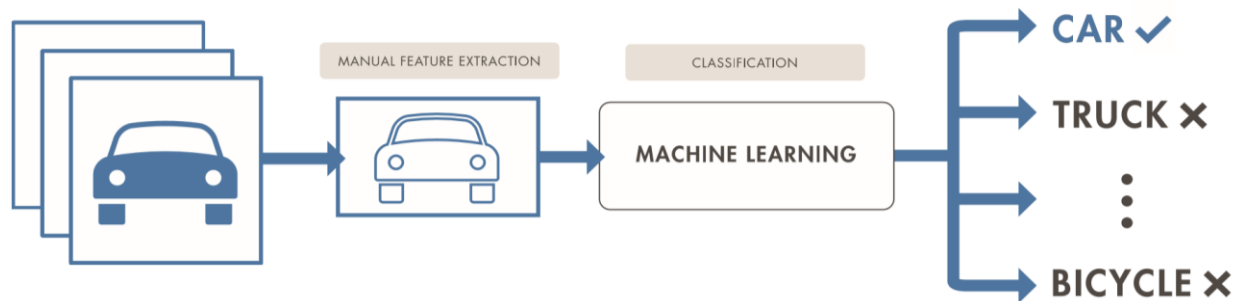 MANUAL FEATURE EXTRACTION
CLASSIFICATION
MACHINE LEARNING
CAR ✓
TRUCK ×
⋮
BICYCLE ×